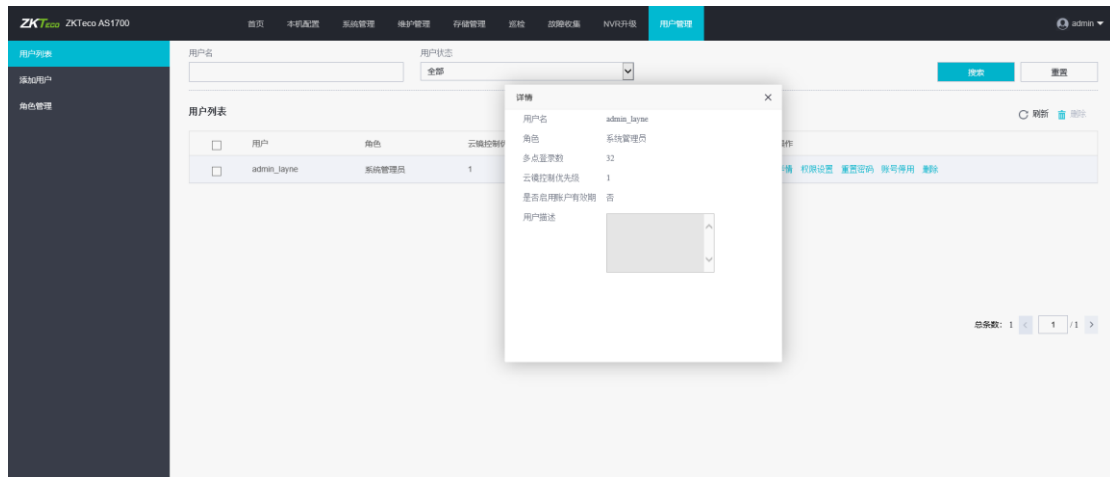 ZKTeco ZKTeco AS1700 首页 本机配置 系统管理 维护管理 存储管理 巡检 故障收集 NVR升级 用户管理 admin
用户列表
添加用户
角色管理
用户名 用户状态
全部 搜索 重置
用户列表 刷新 删除
用户 角色 云镜控制优
admin_layne 系统管理员 1 情 权限设置 重置密码 账号停用 删除
详情
用户名 admin_layne
角色 系统管理员
多点登录数 32
云镜控制优先级 1
是否启用账户有效期 否
用户描述
总条数: 1 1 /1